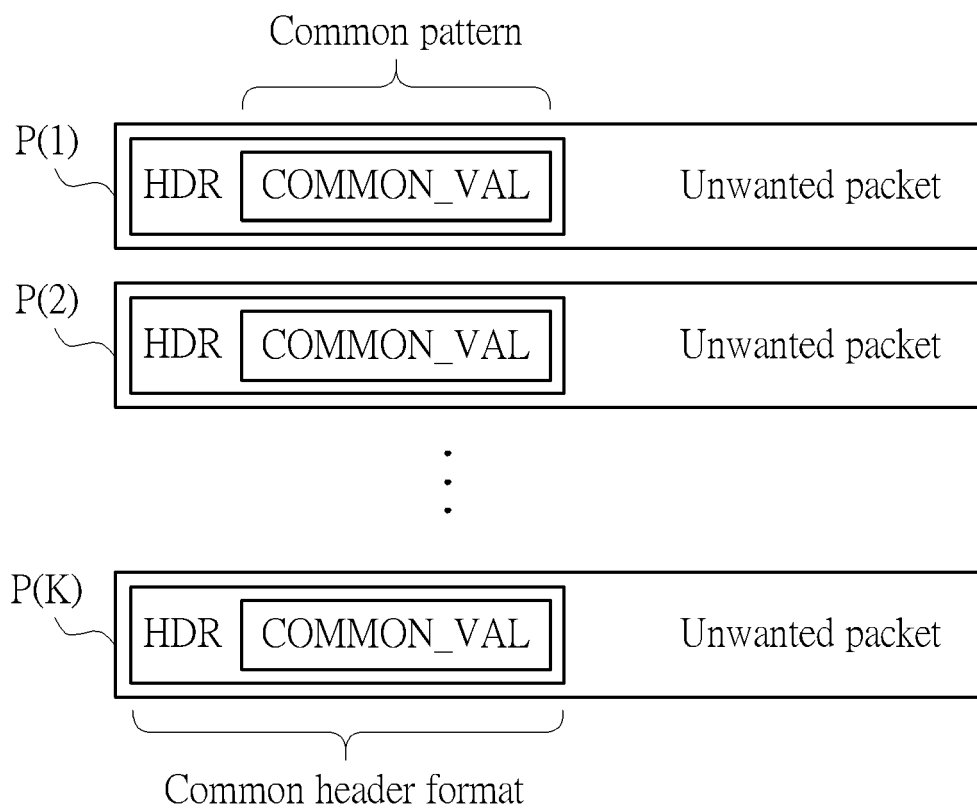 Common pattern
P(1)
HDR COMMON_VAL Unwanted packet
P(2)
HDR COMMON_VAL Unwanted packet
P(K)
HDR COMMON_VAL Unwanted packet
Common header format